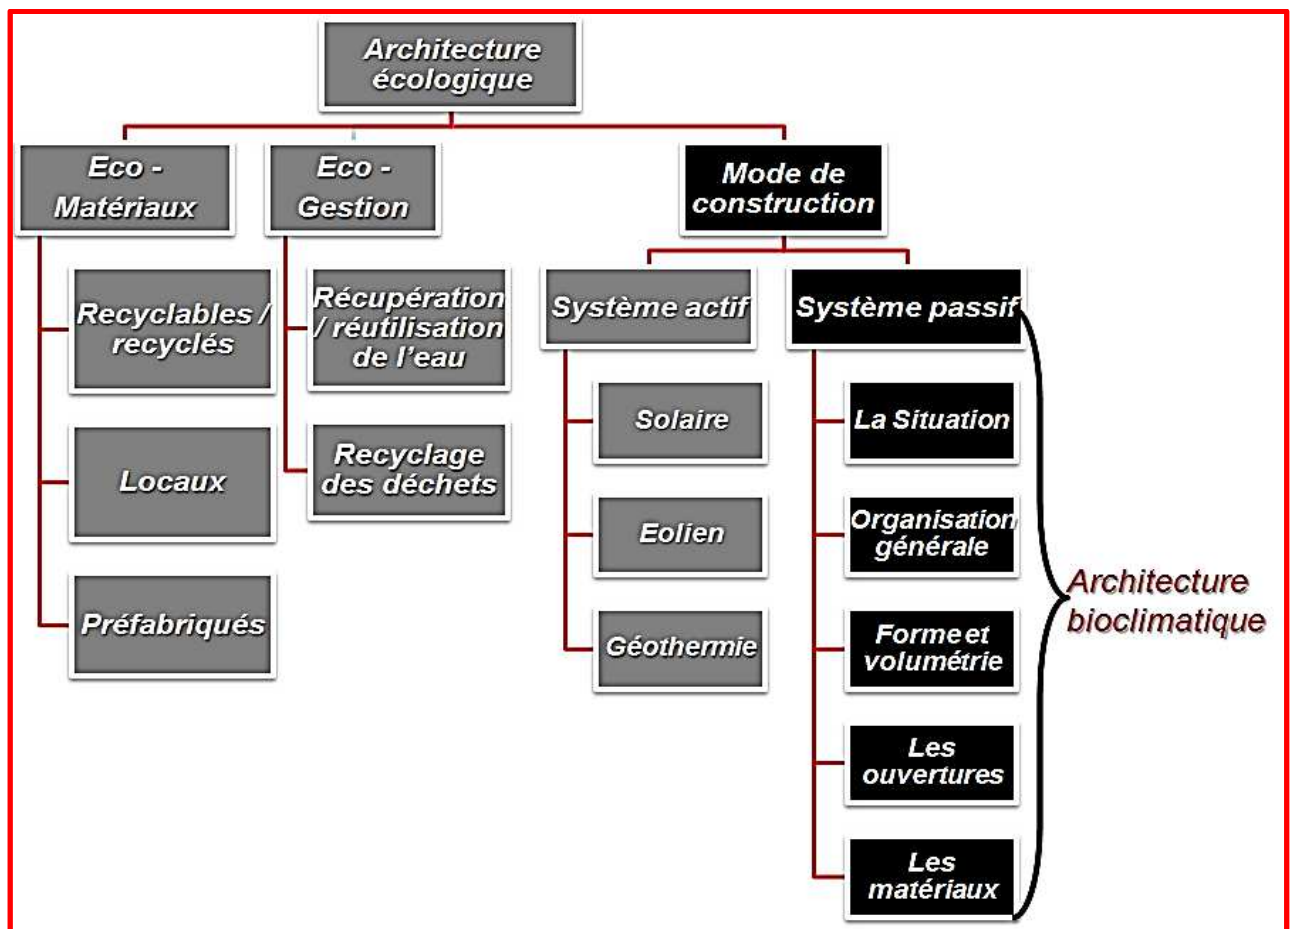 Architecture
écologique
Eco -
Matériaux
Eco -
Gestion
Mode de
construction
Recyclables /
recyclés
Locaux
Préfabriqués
Récupération
/ réutilisation
de l'eau
Recyclage
des déchets
Système actif
Solaire
Eolien
Géothermie
Système passif
La Situation
Organisation
générale
Forme et
volumétrie
Les
ouvertures
Les
matériaux
Architecture
bioclimatique